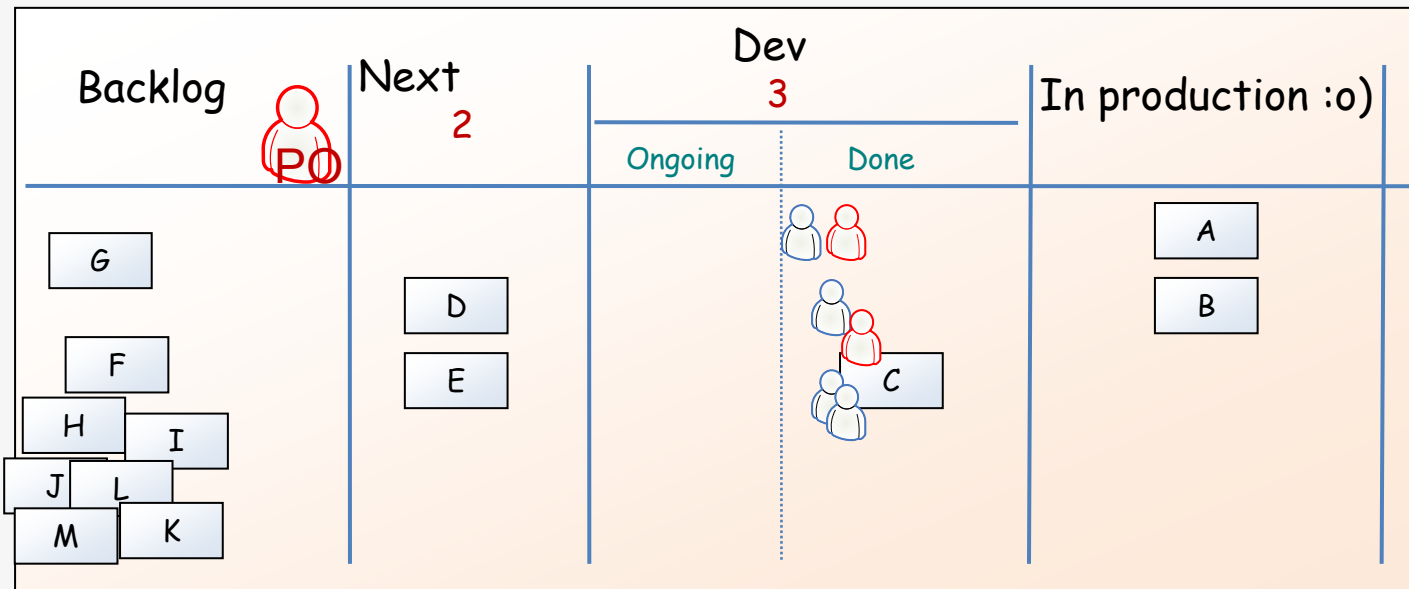 Backlog
PO
Next
2
Dev
3
Ongoing
Done
In production :o)
G
F
H
I
J
L
M
K
D
E
C
A
B